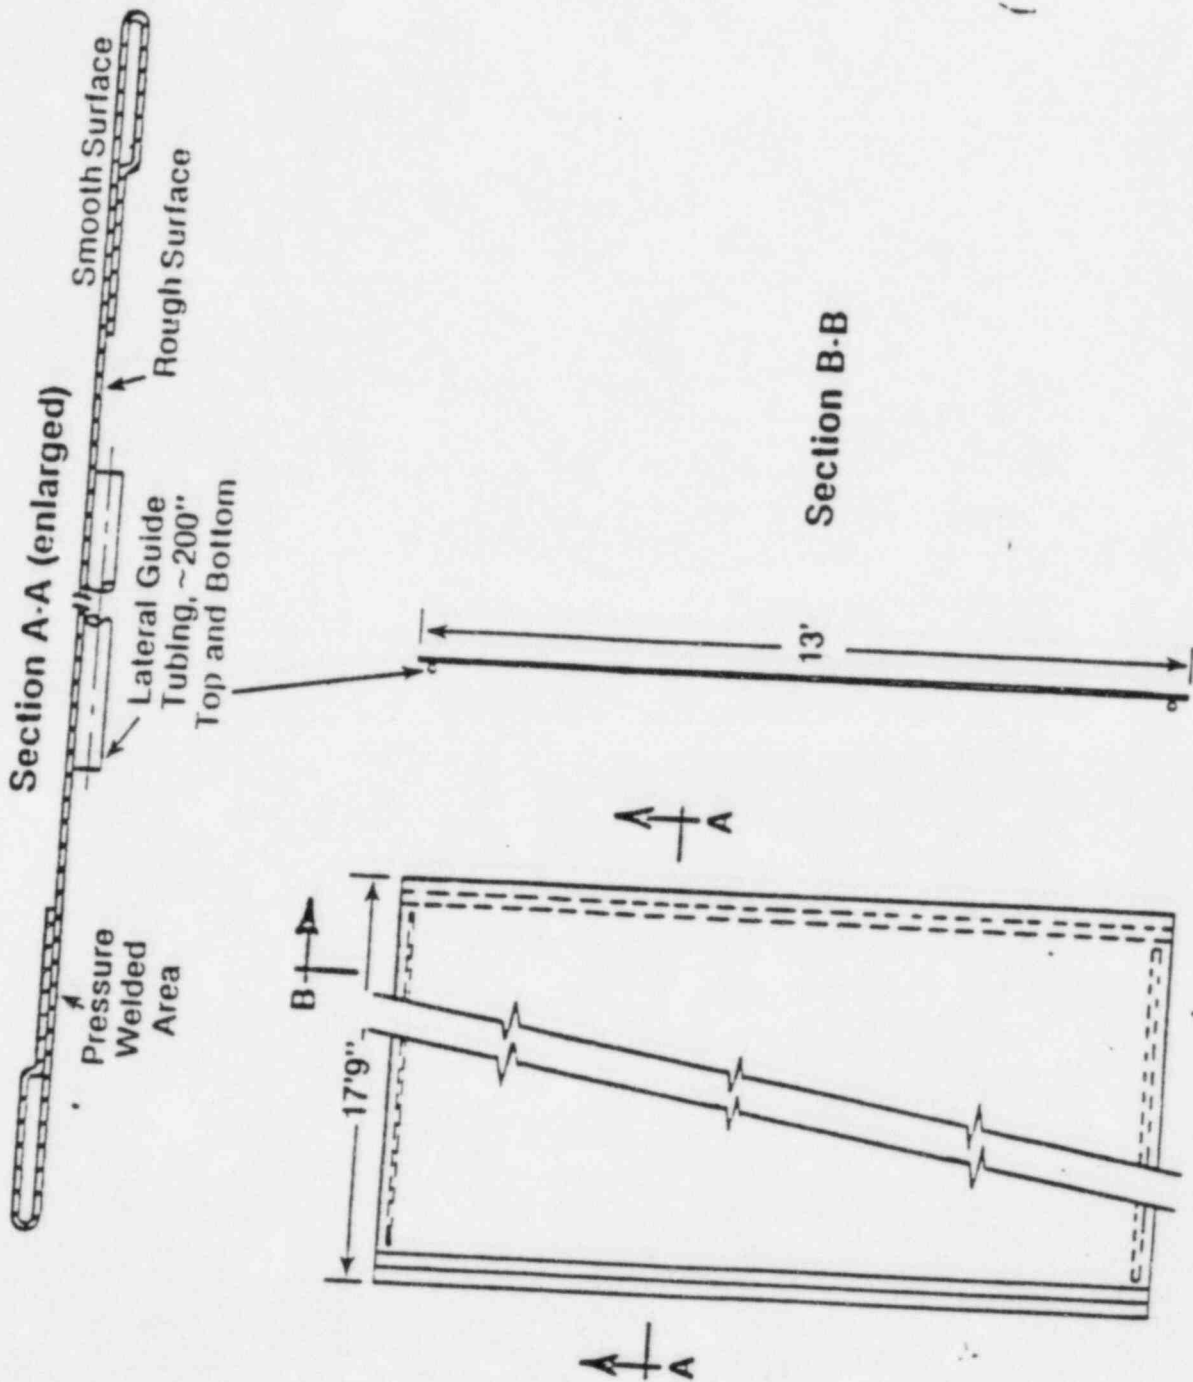 Section A-A (enlarged)
Smooth Surface
Rough Surface
Lateral Guide
Tubing, ~200"
Top and Bottom
Pressure
Welded
Area
Section B-B
13'
B
17'9"
A
A